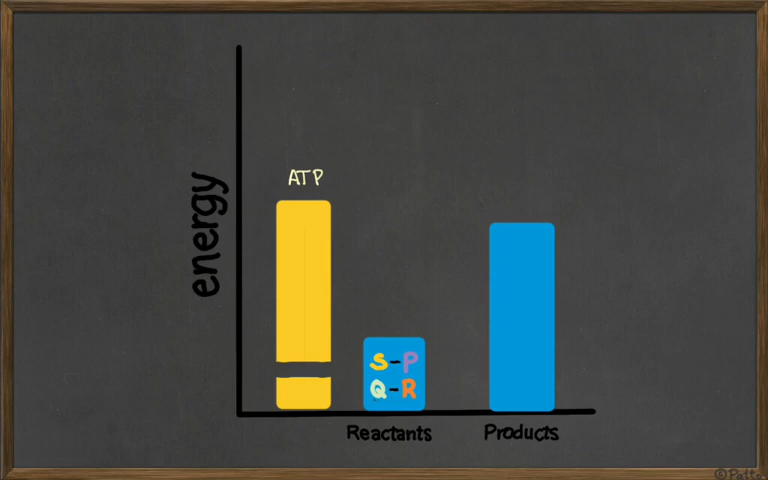 energy
ATP
S-P
Q-R
Reactants
Products